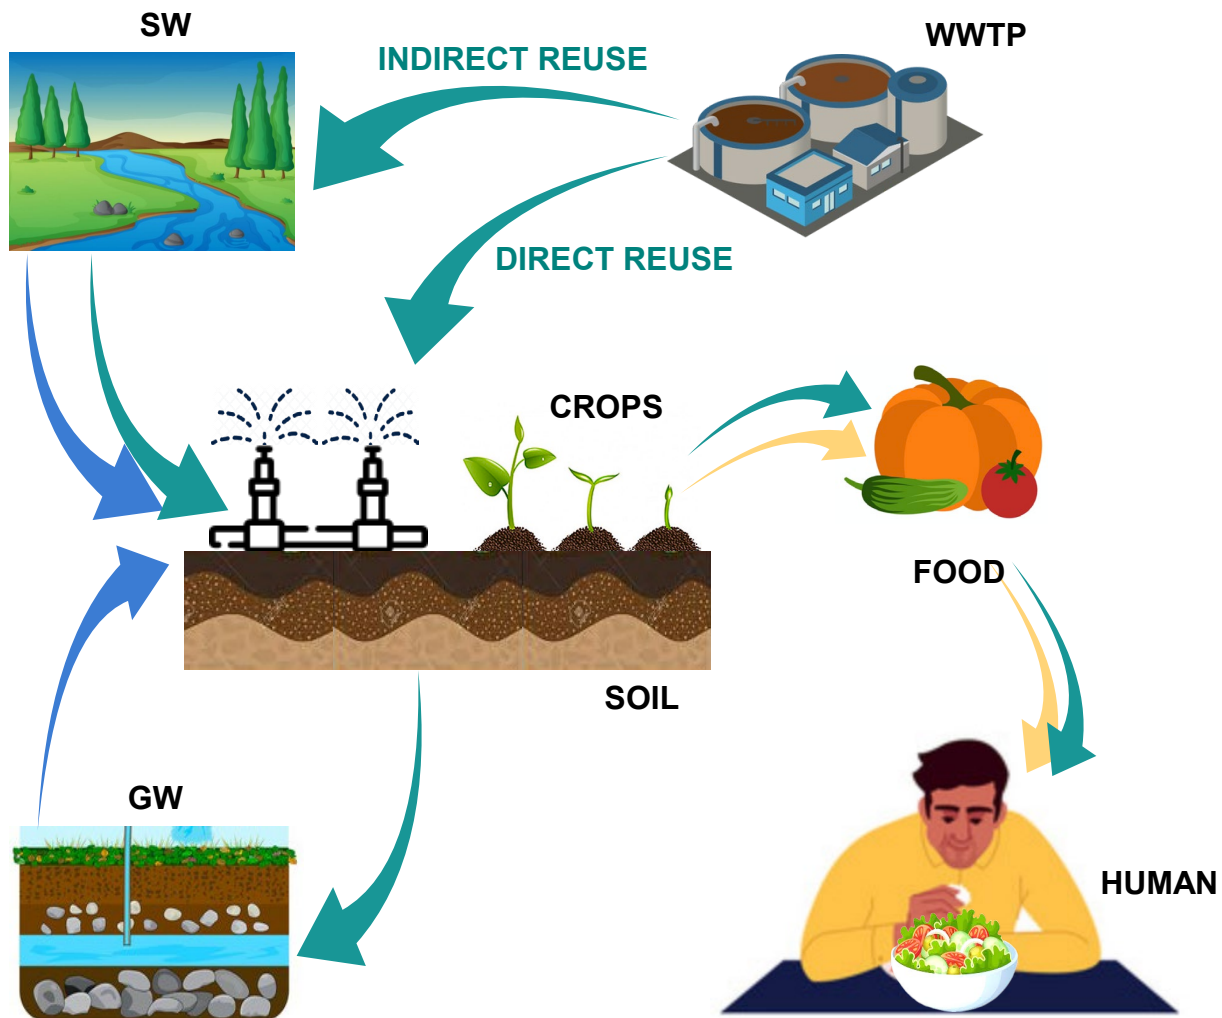 SW
WWTP
INDIRECT REUSE
DIRECT REUSE
CROPS
FOOD
SOIL
GW
HUMAN